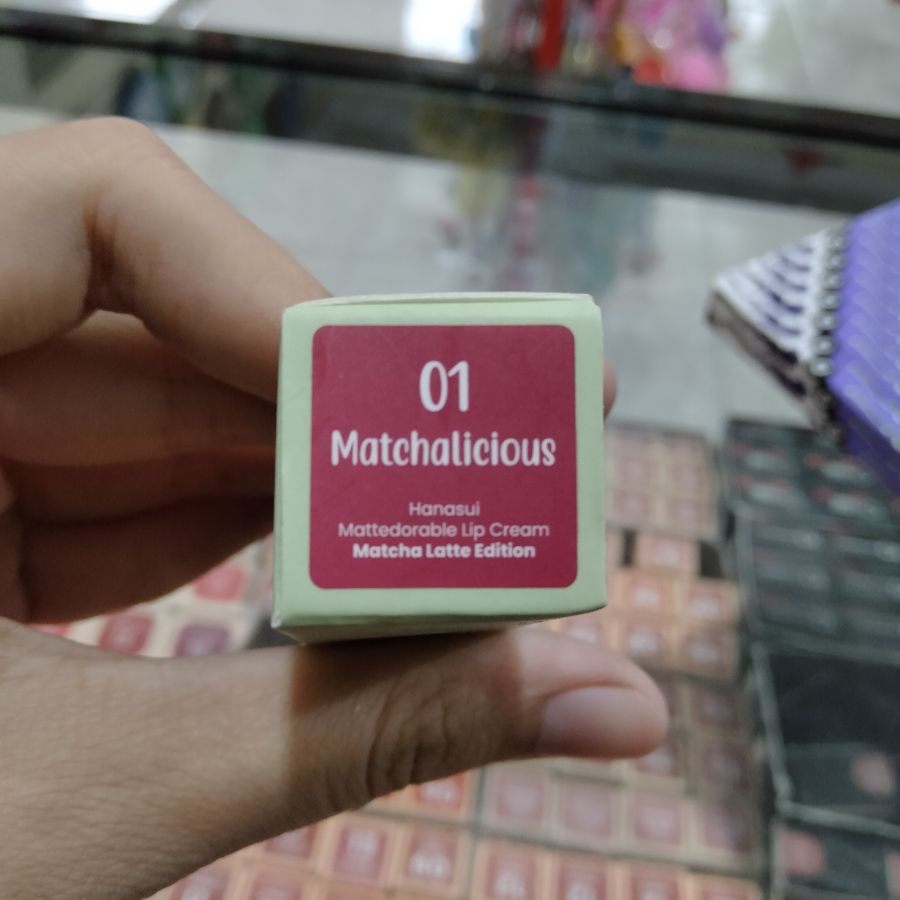 01
Matchalicious
Hanasui
Mattedorable Lip Cream
Matcha Latte Edition